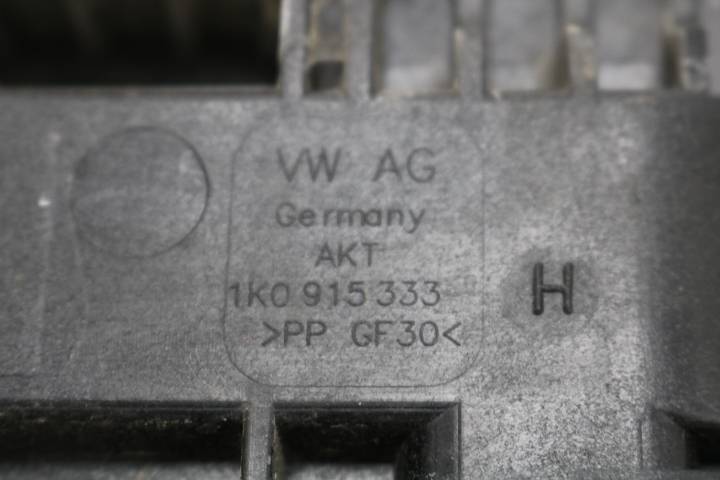 VW AG
Germany
AKT
1K0 915 333
>PP GF30<
H